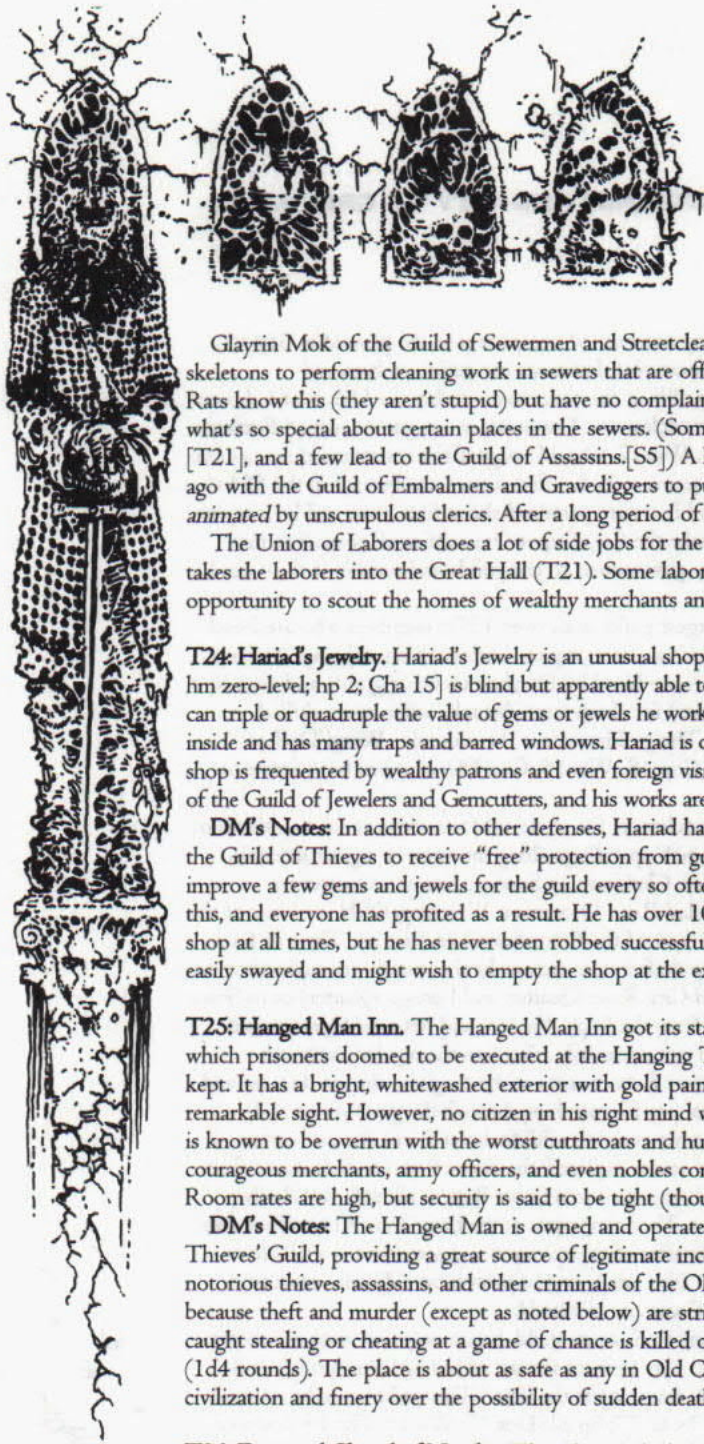 Glayrin Mok of the Guild of Sewermen and Streetclea
skeletons to perform cleaning work in sewers that are off
Rats know this (they aren't stupid) but have no complain
what's so special about certain places in the sewers. (Som
[T21], and a few lead to the Guild of Assassins.[S5]) A
ago with the Guild of Embalmers and Gravediggers to pu
animated by unscrupulous clerics. After a long period of
The Union of Laborers does a lot of side jobs for the
takes the laborers into the Great Hall (T21). Some labor
opportunity to scout the homes of wealthy merchants an
T24: Hariad's Jewelry. Hariad's Jewelry is an unusual shop
hm zero-level; hp 2; Cha 15] is blind but apparently able to
can triple or quadruple the value of gems or jewels he work
inside and has many traps and barred windows. Hariad is
shop is frequented by wealthy patrons and even foreign visi
of the Guild of Jewelers and Gemcutters, and his works are
DM's Notes: In addition to other defenses, Hariad ha
the Guild of Thieves to receive "free" protection from gu
improve a few gems and jewels for the guild every so ofte
this, and everyone has profited as a result. He has over 10
shop at all times, but he has never been robbed successfu
easily swayed and might wish to empty the shop at the ex
T25: Hanged Man Inn. The Hanged Man Inn got its sta
which prisoners doomed to be executed at the Hanging T
kept. It has a bright, whitewashed exterior with gold pain
remarkable sight. However, no citizen in his right mind w
is known to be overrun with the worst cutthroats and hu
courageous merchants, army officers, and even nobles con
Room rates are high, but security is said to be tight (thou
DM's Notes: The Hanged Man is owned and operate
Thieves' Guild, providing a great source of legitimate inc
notorious thieves, assassins, and other criminals of the Ol
because theft and murder (except as noted below) are stri
caught stealing or cheating at a game of chance is killed o
(1d4 rounds). The place is about as safe as any in Old C
civilization and finery over the possibility of sudden death